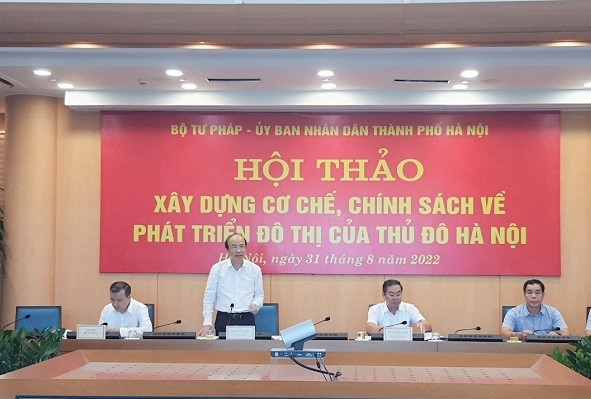 BỘ TƯ PHÁP - ỦY BAN NHÂN DÂN THÀNH PHỐ HÀ NỘI
HỘI THẢO
XÂY DỰNG CƠ CHẾ, CHÍNH SÁCH VỀ
PHÁT TRIỂN ĐÔ THỊ CỦA THỦ ĐÔ HÀ NỘI
Hà Nội, ngày 31 tháng 8 năm 2022